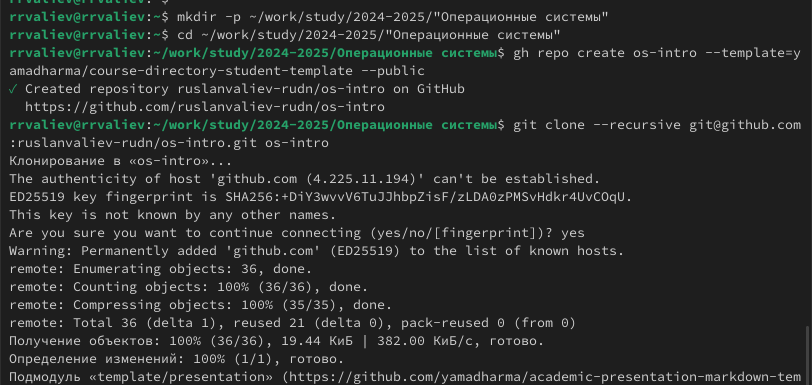 rrvaliev@rrvaliev:~$ mkdir -p ~/work/study/2024-2025/"Операционные системы"
rrvaliev@rrvaliev:~$ cd ~/work/study/2024-2025/"Операционные системы"
rrvaliev@rrvaliev:~/work/study/2024-2025/Операционные системы$ gh repo create os-intro --template=y
amadharma/course-directory-student-template --public
✓ Created repository ruslanvaliev-rudn/os-intro on GitHub
  https://github.com/ruslanvaliev-rudn/os-intro
rrvaliev@rrvaliev:~/work/study/2024-2025/Операционные системы$ git clone --recursive git@github.com
:ruslanvaliev-rudn/os-intro.git os-intro
Клонирование в «os-intro»...
The authenticity of host 'github.com (4.225.11.194)' can't be established.
ED25519 key fingerprint is SHA256:+DiY3wvvV6TuJJhbpZisF/zLDA0zPMSvHdkr4UvCOqU.
This key is not known by any other names.
Are you sure you want to continue connecting (yes/no/[fingerprint])? yes
Warning: Permanently added 'github.com' (ED25519) to the list of known hosts.
remote: Enumerating objects: 36, done.
remote: Counting objects: 100% (36/36), done.
remote: Compressing objects: 100% (35/35), done.
remote: Total 36 (delta 1), reused 21 (delta 0), pack-reused 0 (from 0)
Получение объектов: 100% (36/36), 19.44 КиБ | 382.00 КиБ/с, готово.
Определение изменений: 100% (1/1), готово.
Подмодуль «template/presentation» (https://github.com/yamadharma/academic-presentation-markdown-tem